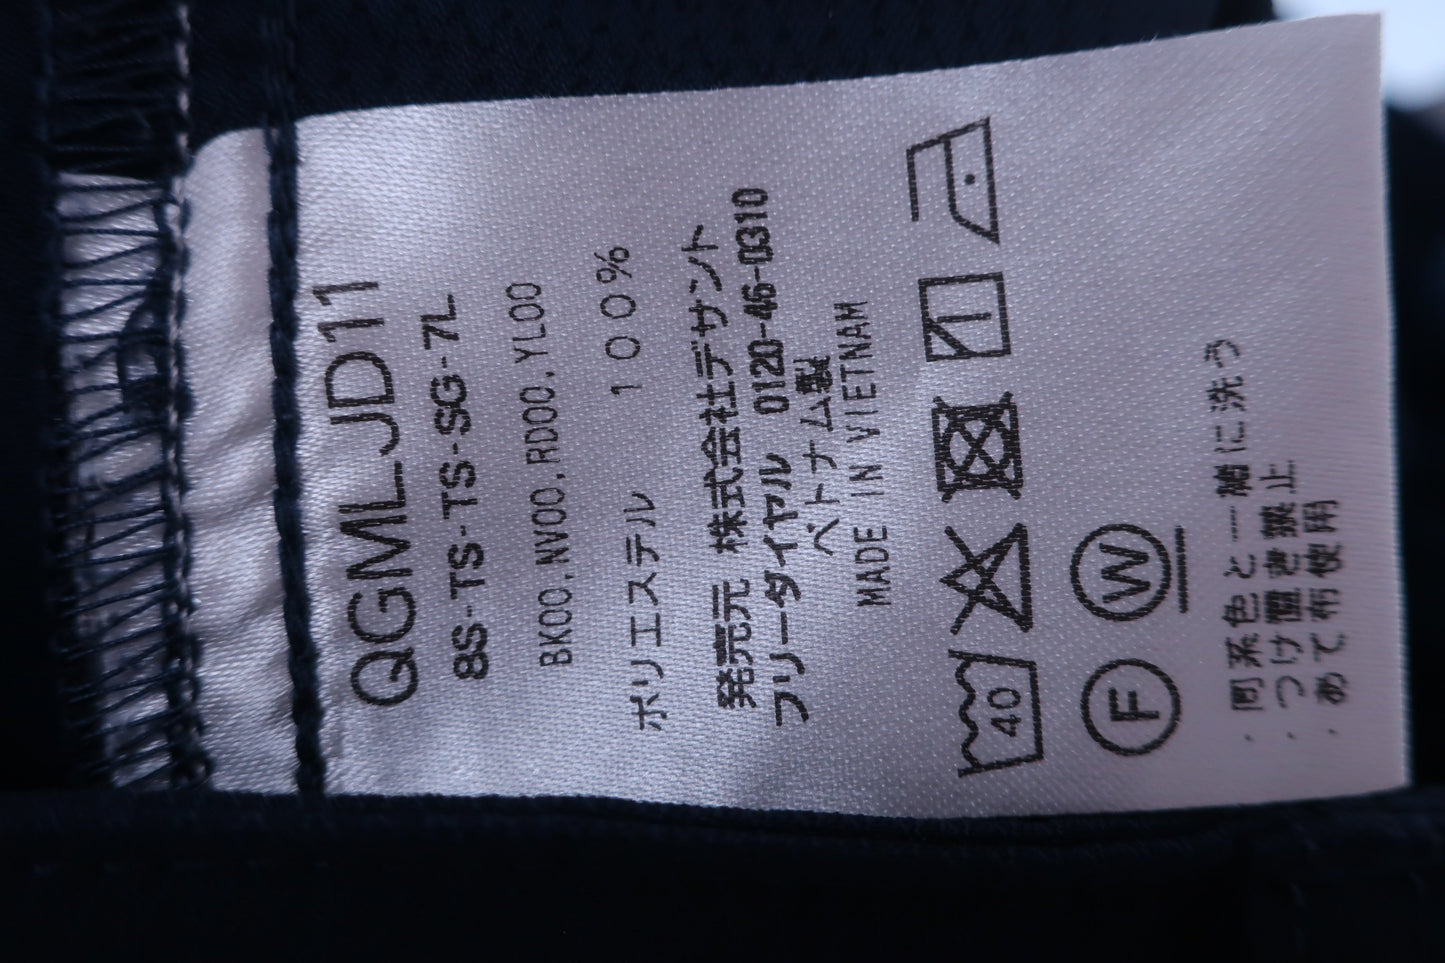 QGMLJD11
8S-TS-TS-SG-7L
BK00.NV00.RD00.YL00
ポリエステル 100%
発売元 株式会社デサント
フリーダイヤル 0120-46-0310
ベトナム製
MADE IN VIETNAM
40
F W
・同系色と一緒に洗う
・つけ置き禁止
・あて布使用